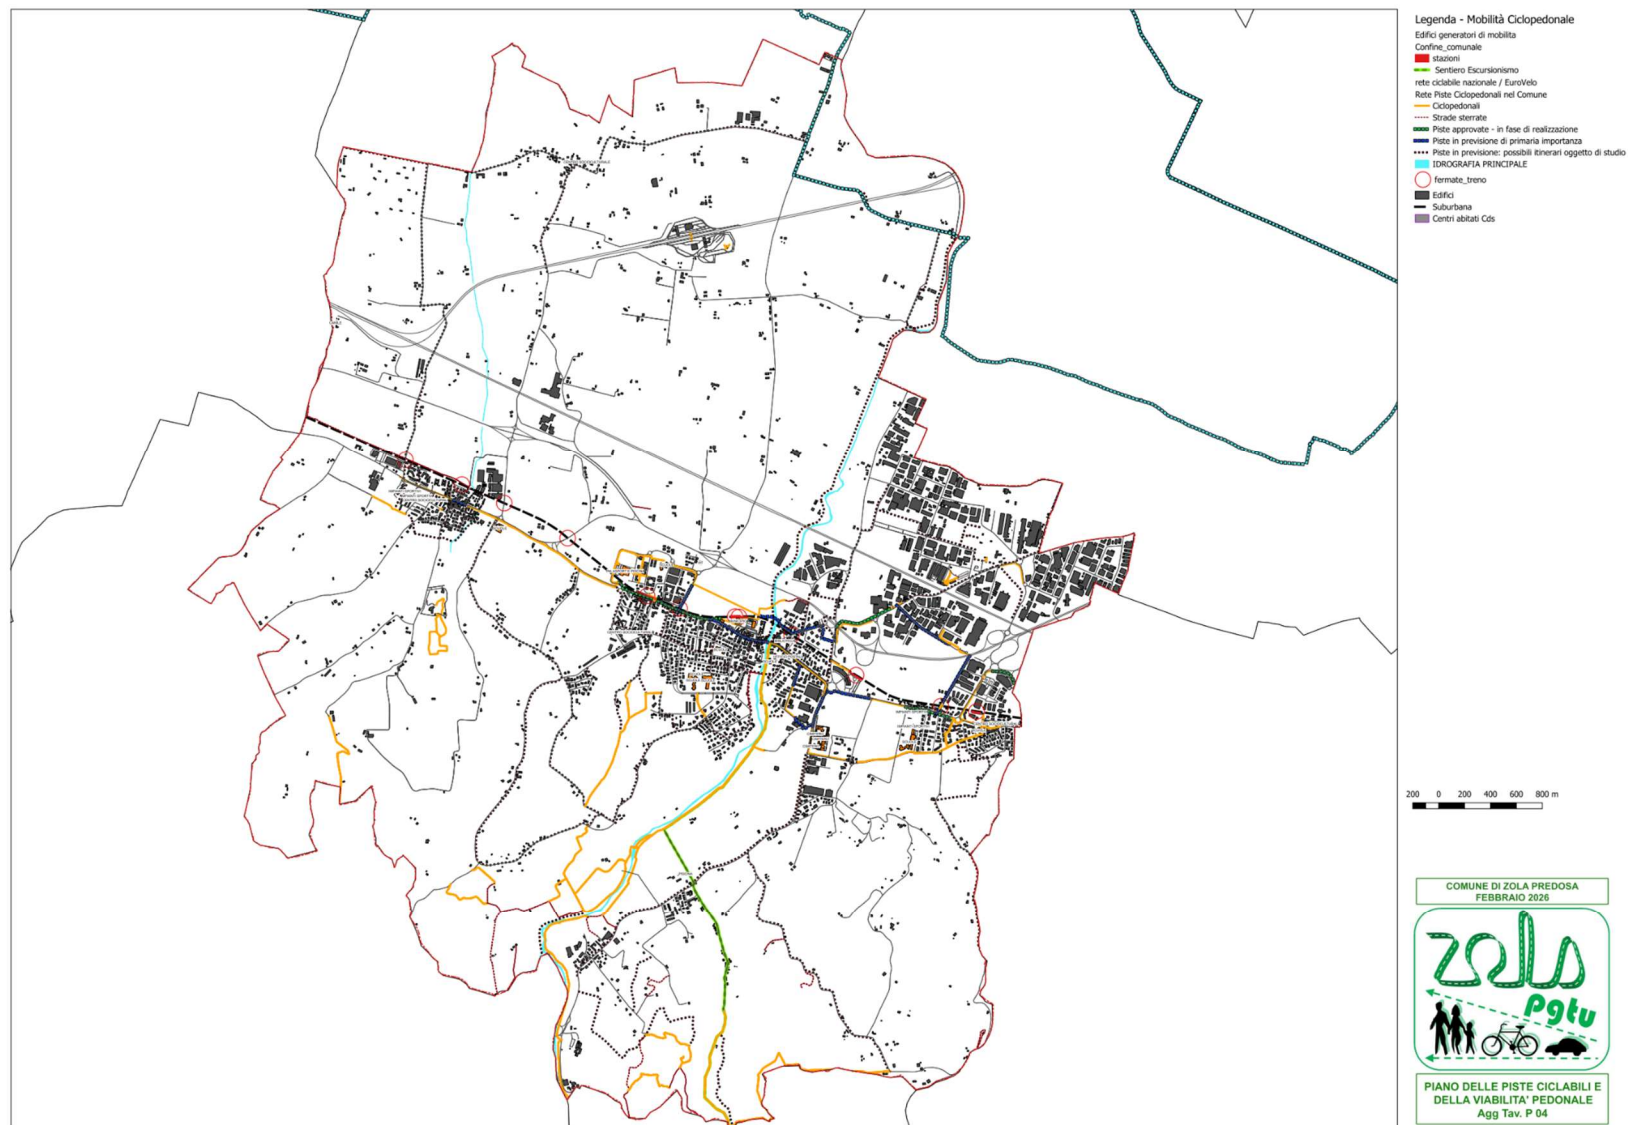 Legenda - Mobilità Ciclopedonale
Edifici generatori di mobilita
Confine_comunale
stazioni
Sentiero Escursionismo
rete ciclabile nazionale / EuroVelo
Rete Piste Ciclopedonali nel Comune
Ciclopedonali
Strade sterrate
Piste approvate - in fase di realizzazione
Piste in previsione di primaria importanza
Piste in previsione: possibili itinerari oggetto di studio
IDROGRAFIA PRINCIPALE
fermate_treno
Edifici
Suburbana
Centri abitati Cds
200 0 200 400 600 800 m
COMUNE DI ZOLA PREDOSA
FEBBRAIO 2026
zola
pgtu
PIANO DELLE PISTE CICLABILI E
DELLA VIABILITA' PEDONALE
Agg Tav. P 04